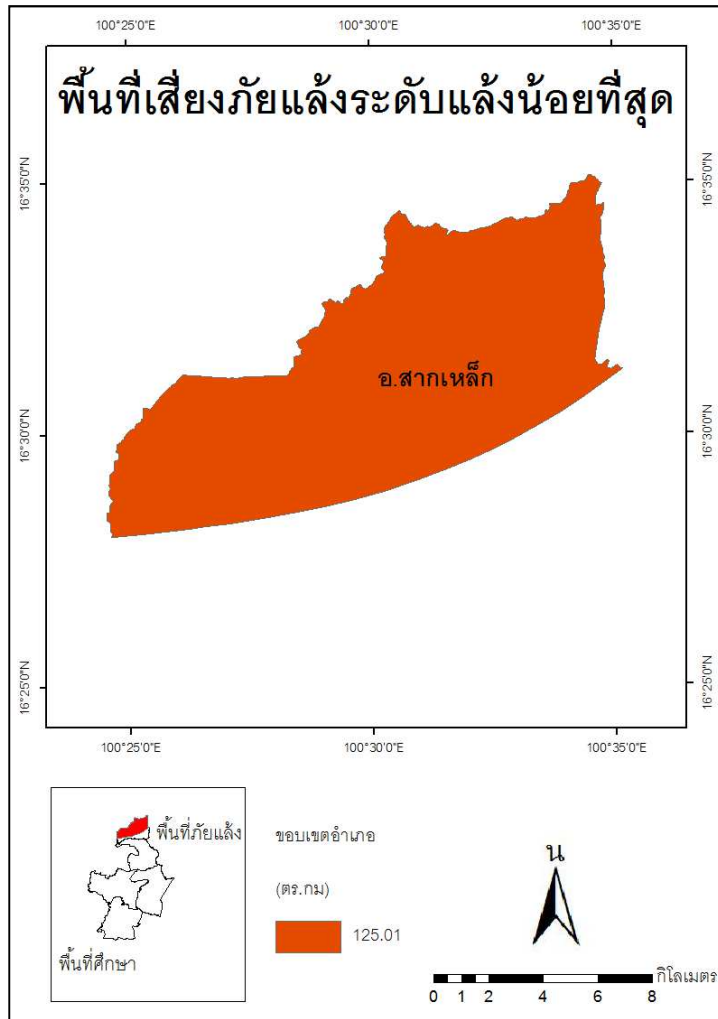 100°25'0"E 100°30'0"E 100°35'0"E
พื้นที่เสี่ยงภัยแล้งระดับแล้งน้อยที่สุด
16°35'0"N 16°35'0"N
อ.สากเหล็ก
16°30'0"N 16°30'0"N
16°25'0"N 16°25'0"N
100°25'0"E 100°30'0"E 100°35'0"E
พื้นที่ภัยแล้ง
พื้นที่ศึกษา
ขอบเขตอำเภอ
(ตร.กม)
125.01
น
กิโลเมตร
0 1 2 4 6 8